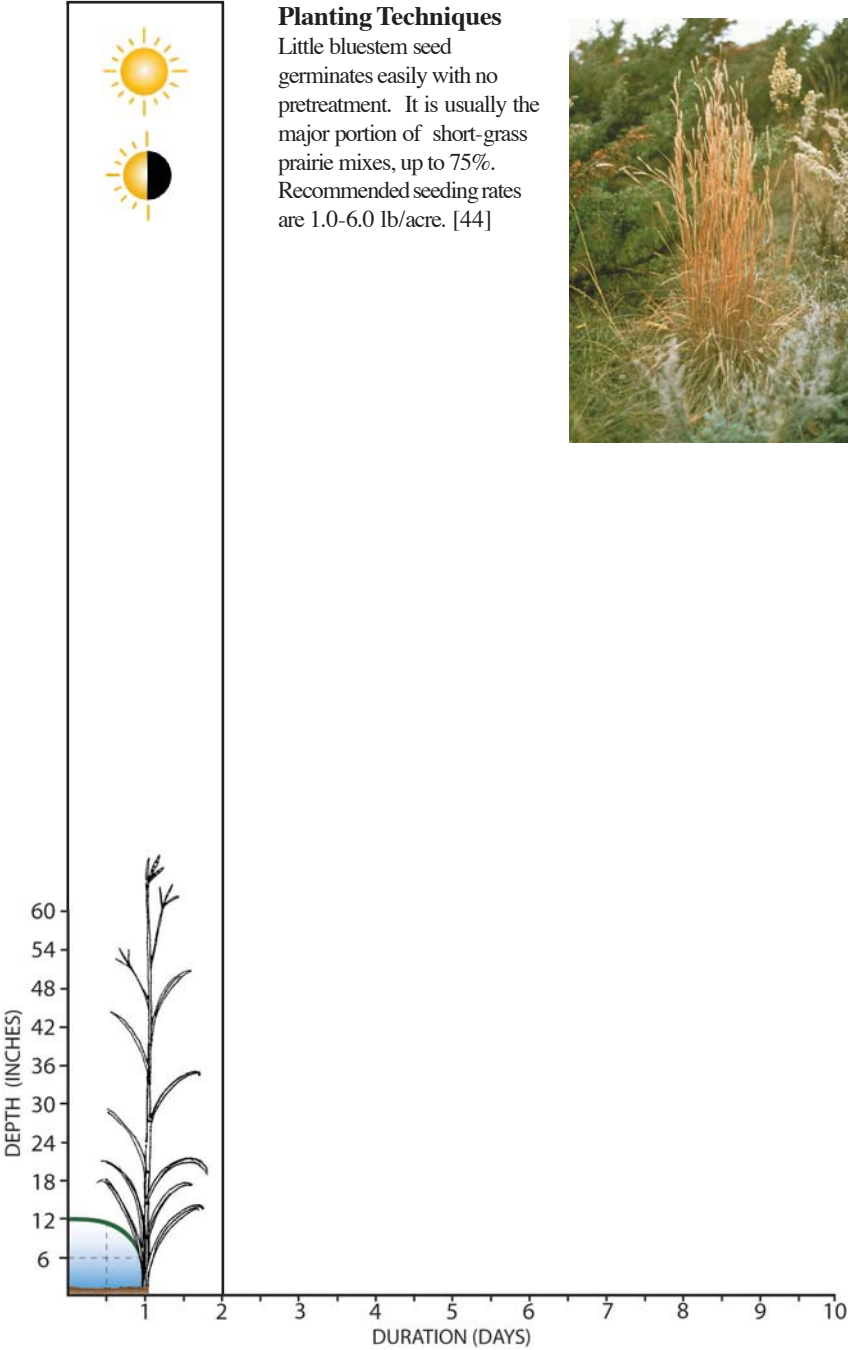 Planting Techniques
Little bluestem seed
germinates easily with no
pretreatment. It is usually the
major portion of short-grass
prairie mixes, up to 75%.
Recommended seeding rates
are 1.0-6.0 lb/acre. [44]
60
54
48
42
36
30
24
18
12
6
DEPTH (INCHES)
1 2 3 4 5 6 7 8 9 10
DURATION (DAYS)